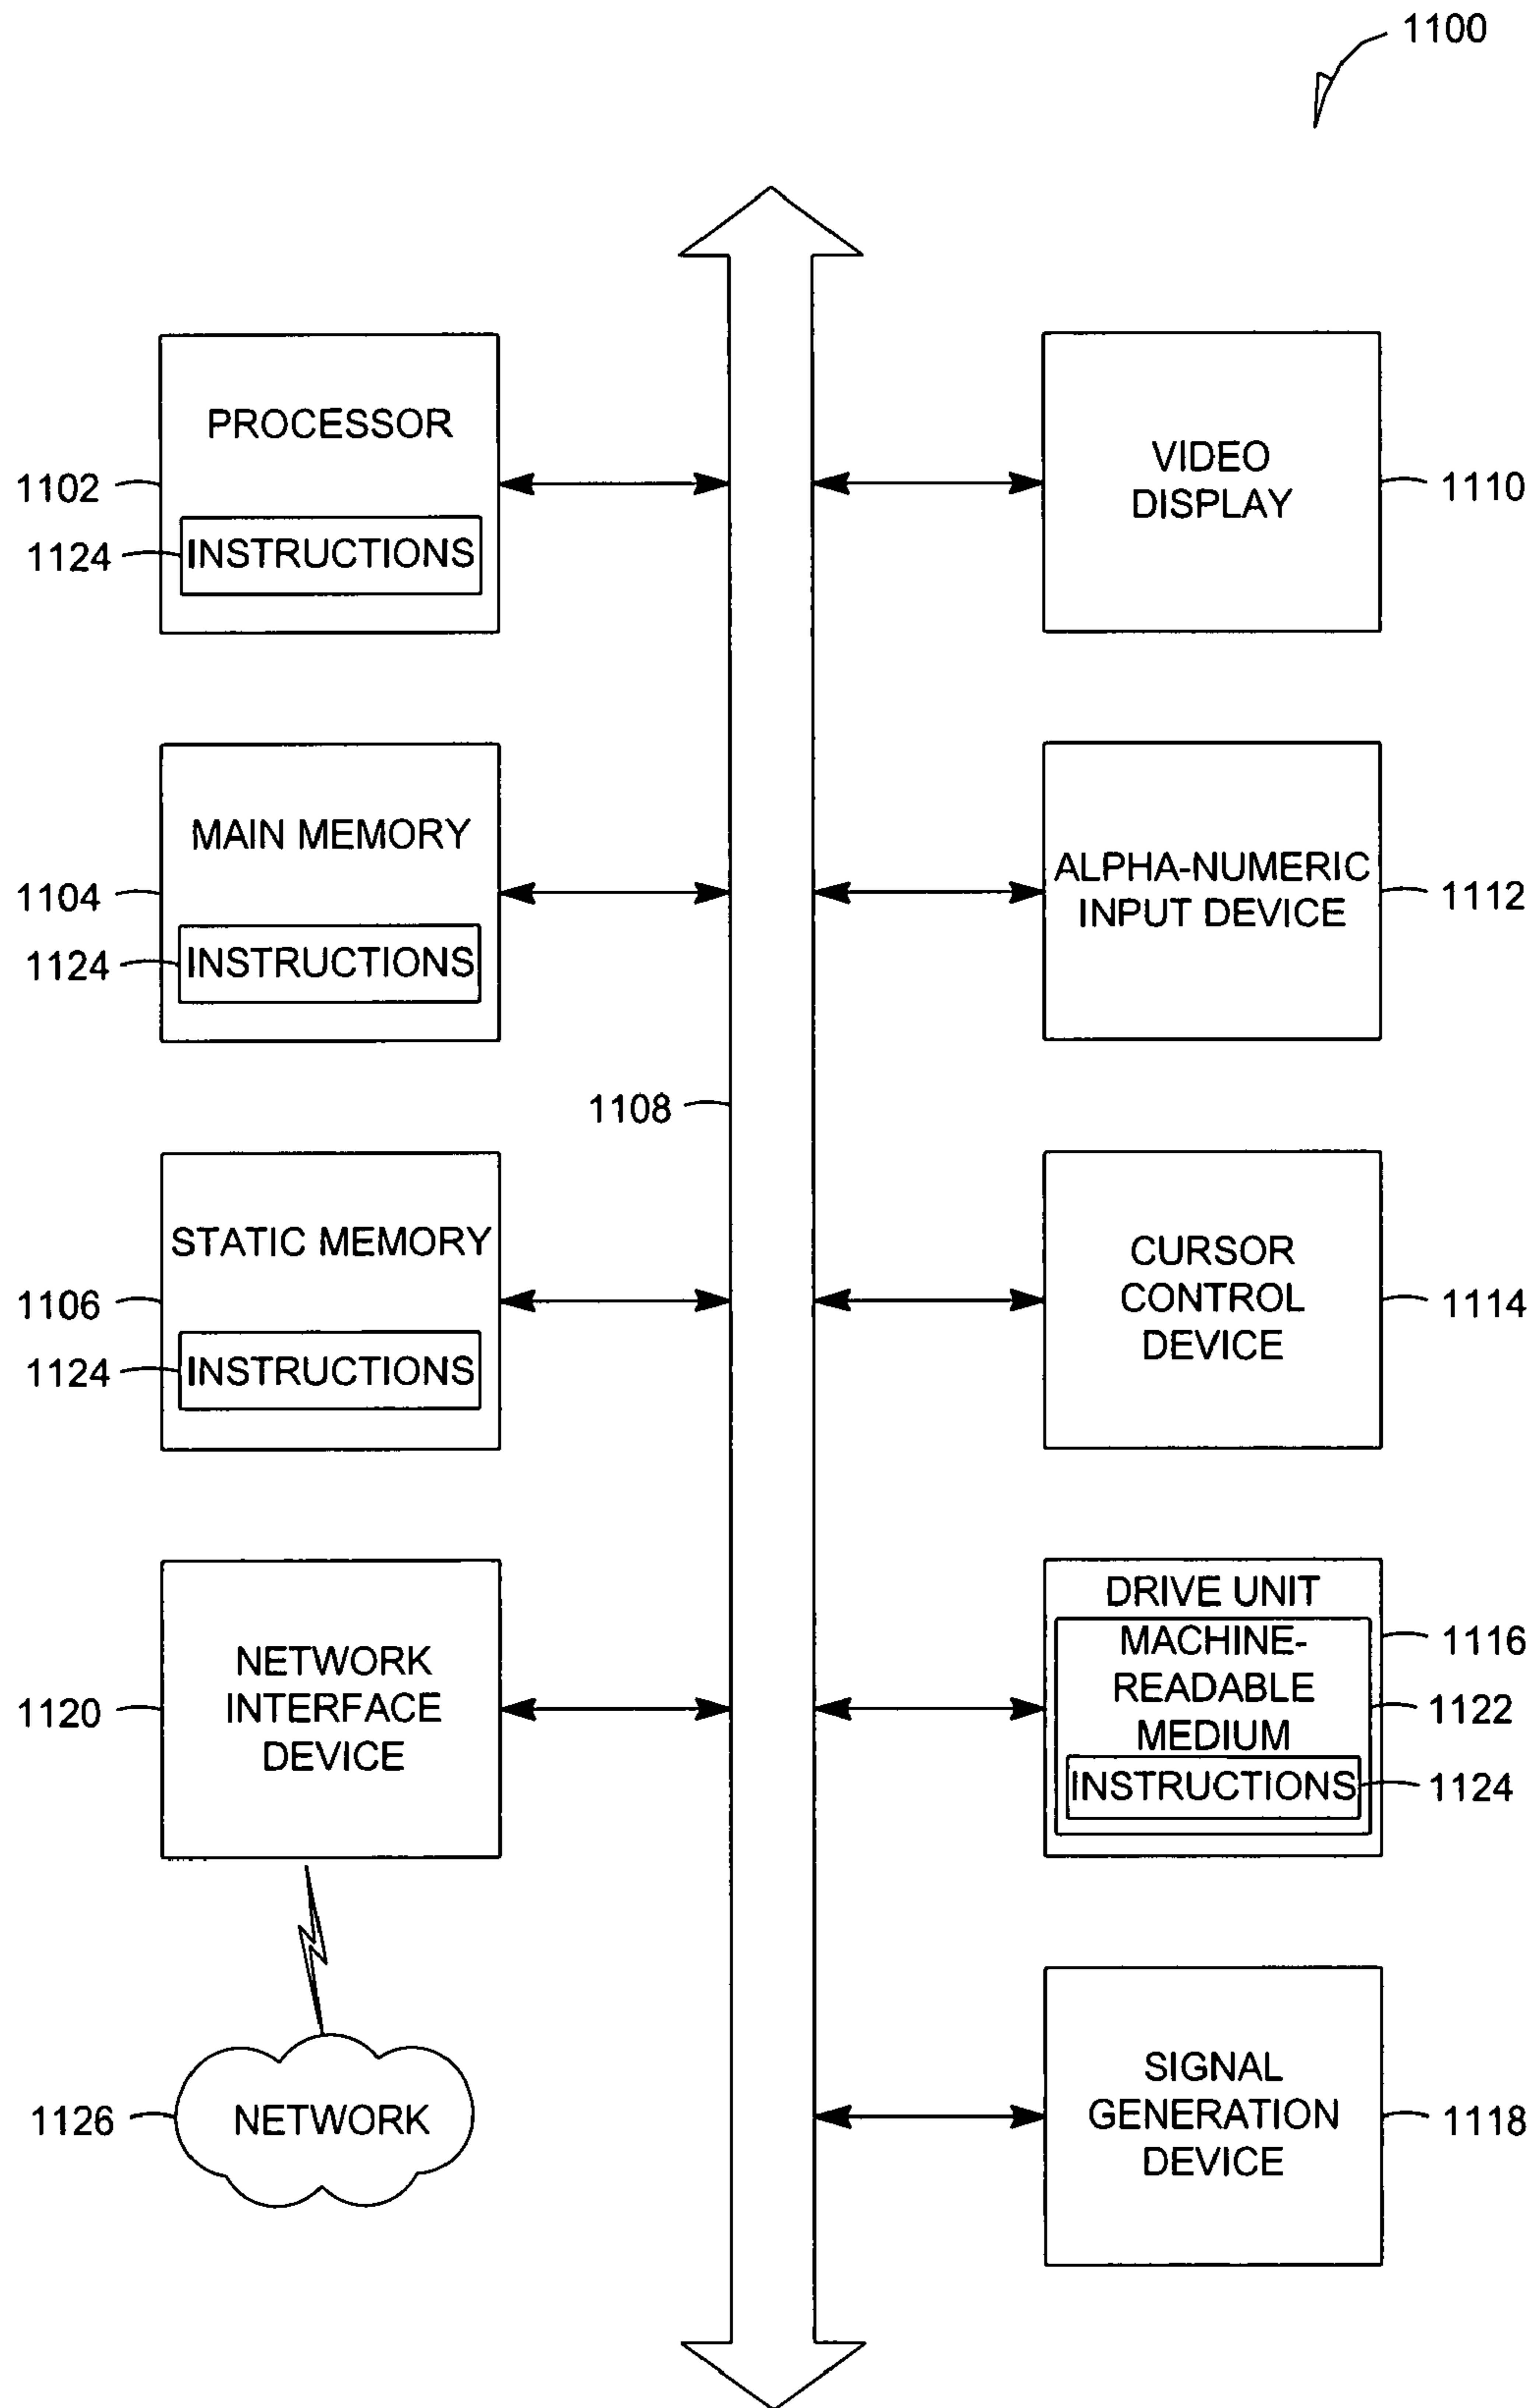 1100
PROCESSOR
1102
1124
INSTRUCTIONS
VIDEO
DISPLAY
1110
MAIN MEMORY
1104
1124
INSTRUCTIONS
ALPHA-NUMERIC
INPUT DEVICE
1112
1108
STATIC MEMORY
1106
1124
INSTRUCTIONS
CURSOR
CONTROL
DEVICE
1114
NETWORK
INTERFACE
DEVICE
1120
DRIVE UNIT
1116
MACHINE-
READABLE
MEDIUM
1122
INSTRUCTIONS
1124
1126
NETWORK
SIGNAL
GENERATION
DEVICE
1118